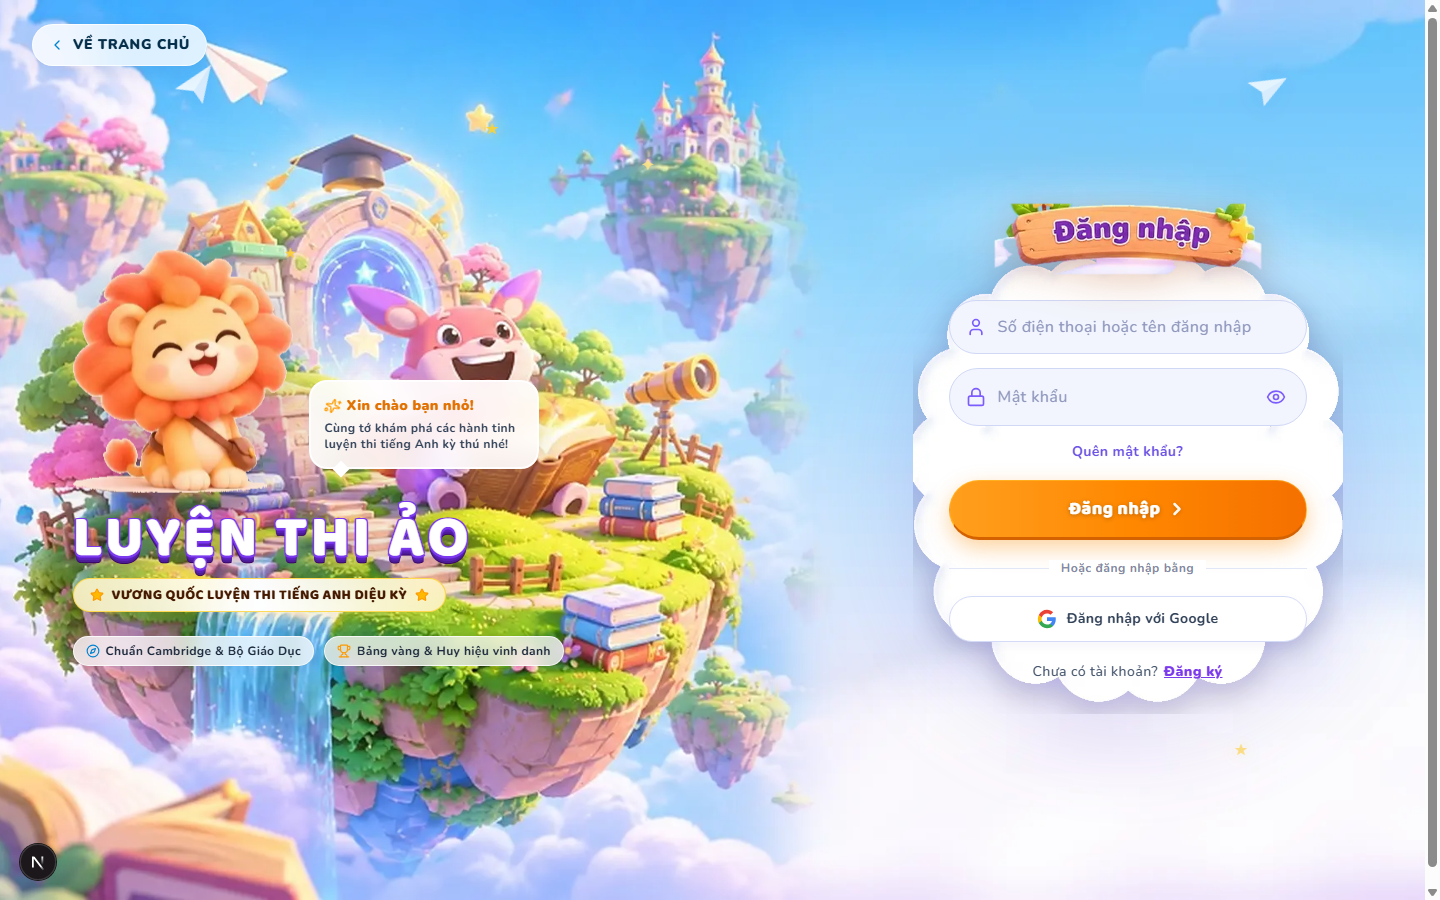 VỀ TRANG CHỦ
Xin chào bạn nhỏ!
Cùng tớ khám phá các hành tinh
luyện thi tiếng Anh kỳ thú nhé!
LUYỆN THI ẢO
VƯƠNG QUỐC LUYỆN THI TIẾNG ANH DIỆU KỲ
Chuẩn Cambridge & Bộ Giáo Dục
Bảng vàng & Huy hiệu vinh danh
N
Đăng nhập
Số điện thoại hoặc tên đăng nhập
Mật khẩu
Quên mật khẩu?
Đăng nhập
Hoặc đăng nhập bằng
Đăng nhập với Google
Chưa có tài khoản? Đăng ký